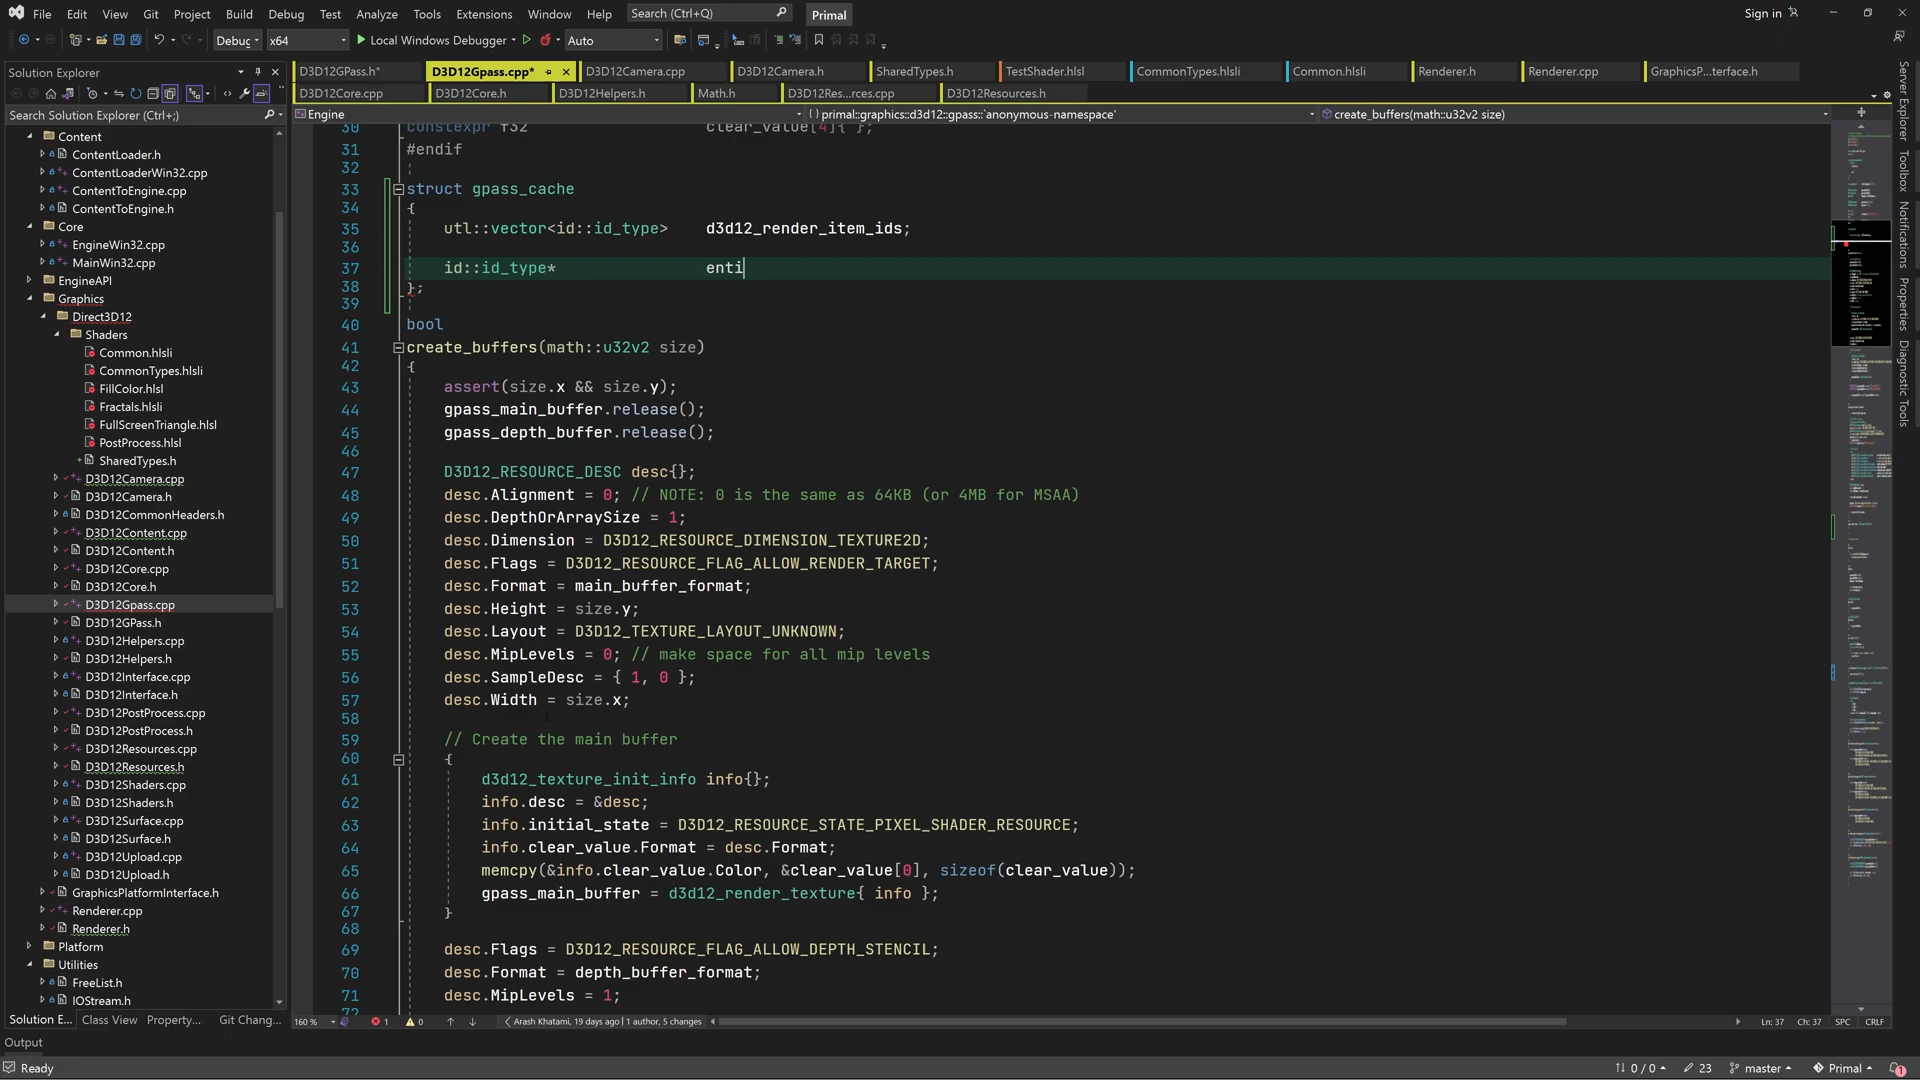 File Edit View Git Project Build Debug Test Analyze Tools Extensions Window Help Search (Ctrl+Q) Primal Sign in
Debug x64 Local Windows Debugger Auto
Solution Explorer
Search Solution Explorer (Ctrl+;)
Content
ContentLoader.h
ContentLoaderWin32.cpp
ContentToEngine.cpp
ContentToEngine.h
Core
EngineWin32.cpp
MainWin32.cpp
EngineAPI
Graphics
Direct3D12
Shaders
Common.hlsli
CommonTypes.hlsli
FillColor.hlsl
Fractals.hlsli
FullScreenTriangle.hlsl
PostProcess.hlsl
SharedTypes.h
D3D12Camera.cpp
D3D12Camera.h
D3D12CommonHeaders.h
D3D12Content.cpp
D3D12Content.h
D3D12Core.cpp
D3D12Core.h
D3D12Gpass.cpp
D3D12GPass.h
D3D12Helpers.cpp
D3D12Helpers.h
D3D12Interface.cpp
D3D12Interface.h
D3D12PostProcess.cpp
D3D12PostProcess.h
D3D12Resources.cpp
D3D12Resources.h
D3D12Shaders.cpp
D3D12Shaders.h
D3D12Surface.cpp
D3D12Surface.h
D3D12Upload.cpp
D3D12Upload.h
GraphicsPlatformInterface.h
Renderer.cpp
Renderer.h
Platform
Utilities
FreeList.h
IOStream.h
Solution E... Class View Property... Git Chang...
D3D12GPass.h* D3D12Gpass.cpp* D3D12Camera.cpp D3D12Camera.h SharedTypes.h TestShader.hlsl CommonTypes.hlsli Common.hlsli Renderer.h Renderer.cpp GraphicsP...terface.h
D3D12Core.cpp D3D12Core.h D3D12Helpers.h Math.h D3D12Res...rces.cpp D3D12Resources.h
Engine {} primal::graphics::d3d12::gpass::`anonymous-namespace' create_buffers(math::u32v2 size)
30 constexpr f32 clear_value[4]{ };
31 #endif
32
33 struct gpass_cache
34 {
35 utl::vector<id::id_type> d3d12_render_item_ids;
36
37 id::id_type* enti
38 };
39
40 bool
41 create_buffers(math::u32v2 size)
42 {
43 assert(size.x && size.y);
44 gpass_main_buffer.release();
45 gpass_depth_buffer.release();
46
47 D3D12_RESOURCE_DESC desc{};
48 desc.Alignment = 0; // NOTE: 0 is the same as 64KB (or 4MB for MSAA)
49 desc.DepthOrArraySize = 1;
50 desc.Dimension = D3D12_RESOURCE_DIMENSION_TEXTURE2D;
51 desc.Flags = D3D12_RESOURCE_FLAG_ALLOW_RENDER_TARGET;
52 desc.Format = main_buffer_format;
53 desc.Height = size.y;
54 desc.Layout = D3D12_TEXTURE_LAYOUT_UNKNOWN;
55 desc.MipLevels = 0; // make space for all mip levels
56 desc.SampleDesc = { 1, 0 };
57 desc.Width = size.x;
58
59 // Create the main buffer
60 {
61 d3d12_texture_init_info info{};
62 info.desc = &desc;
63 info.initial_state = D3D12_RESOURCE_STATE_PIXEL_SHADER_RESOURCE;
64 info.clear_value.Format = desc.Format;
65 memcpy(&info.clear_value.Color, &clear_value[0], sizeof(clear_value));
66 gpass_main_buffer = d3d12_render_texture{ info };
67 }
68
69 desc.Flags = D3D12_RESOURCE_FLAG_ALLOW_DEPTH_STENCIL;
70 desc.Format = depth_buffer_format;
71 desc.MipLevels = 1;
72
160 % 1 0 Arash Khatami, 19 days ago | 1 author, 5 changes Ln: 37 Ch: 37 SPC CRLF
Server Explorer
Toolbox
Notifications
Properties
Diagnostic Tools
Output
Ready 0 / 0 23 master Primal 1